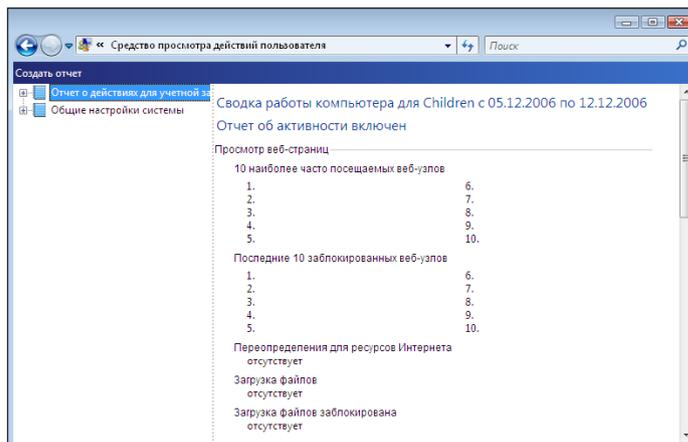 « Средство просмотра действий пользователя
Поиск
Создать отчет
Отчет о действиях для учетной за
Общие настройки системы
Сводка работы компьютера для Children с 05.12.2006 по 12.12.2006
Отчет об активности включен
Просмотр веб-страниц
10 наиболее часто посещаемых веб-узлов
1. 6.
2. 7.
3. 8.
4. 9.
5. 10.
Последние 10 заблокированных веб-узлов
1. 6.
2. 7.
3. 8.
4. 9.
5. 10.
Переопределения для ресурсов Интернета
отсутствует
Загрузка файлов
отсутствует
Загрузка файлов заблокирована
отсутствует